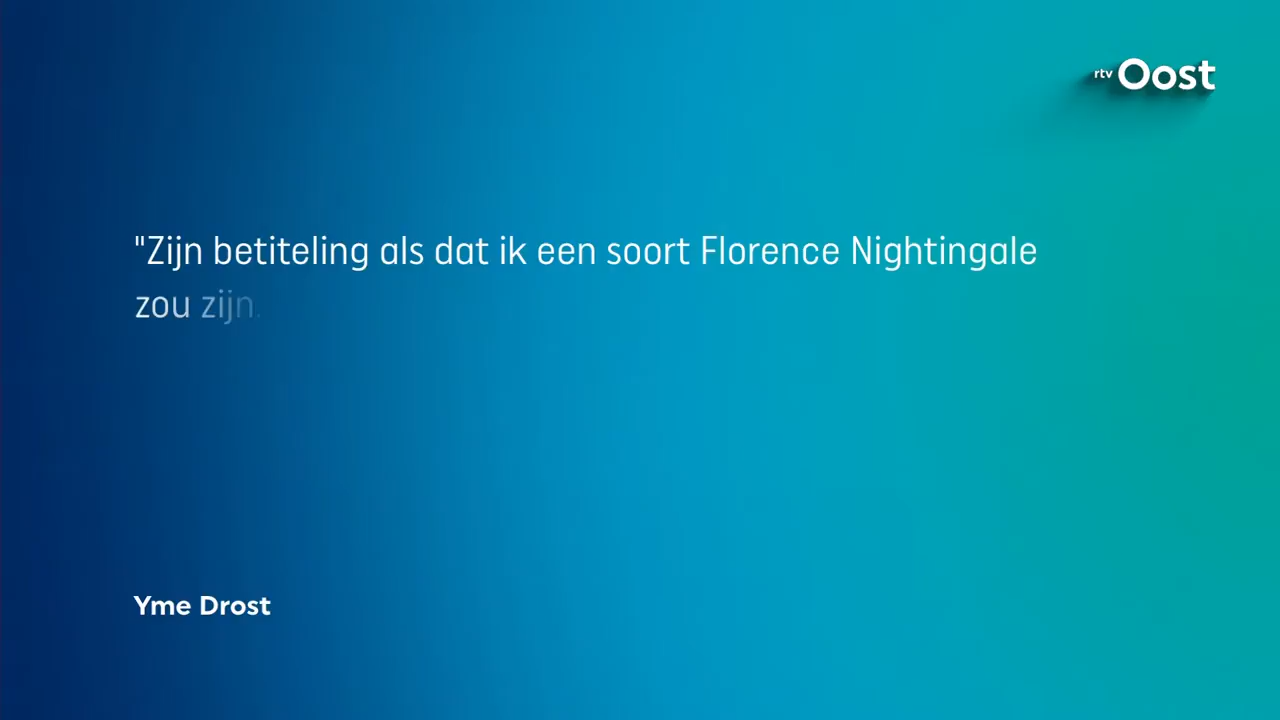 rtv Oost
"Zijn betiteling als dat ik een soort Florence Nightingale
zou zijn.
Yme Drost